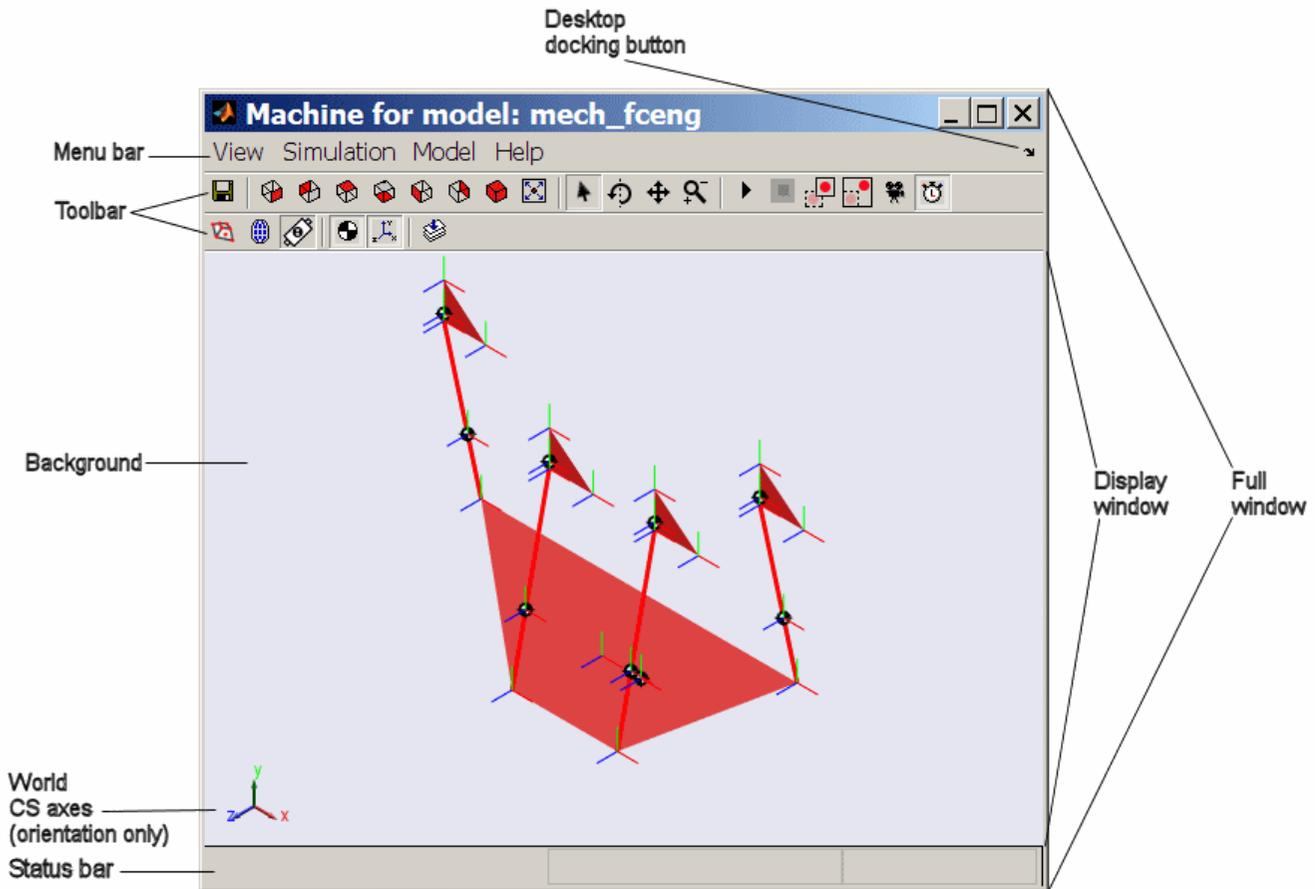 Desktop
docking button
Machine for model: mech_fceng
Menu bar
View Simulation Model Help
Toolbar
Background
Display
window
Full
window
World
CS axes
(orientation only)
y
z
x
Status bar